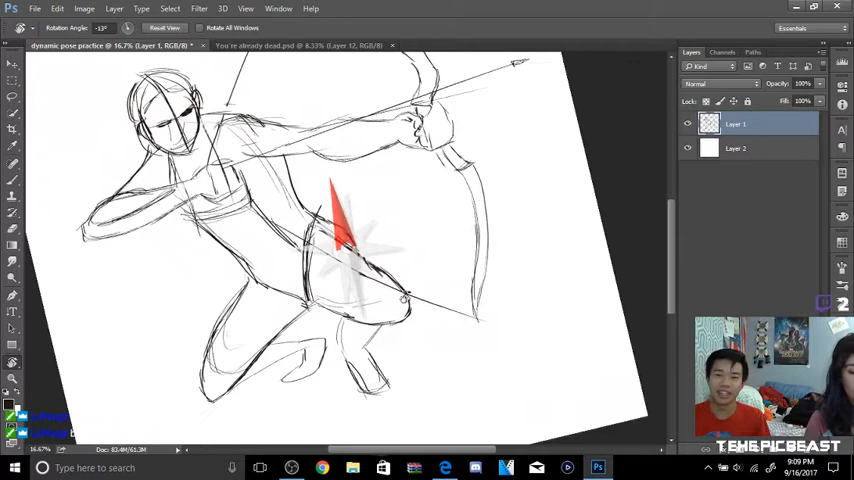 Ps File Edit Image Layer Type Select Filter 3D View Window Help
Rotation Angle: -13° Reset View Rotate All Windows Essentials
dynamic pose practice @ 16.7% (Layer 1, RGB/8) * × You're already dead.psd @ 8.33% (Layer 12, RGB/8) ×
Layers Channels Paths
Kind
Normal Opacity: 100%
Lock: Fill: 100%
Layer 1
Layer 2
2
TEHEPICBEAST
16.67% Doc: 83.4M/61.3M
Type here to search
9:09 PM
9/16/2017